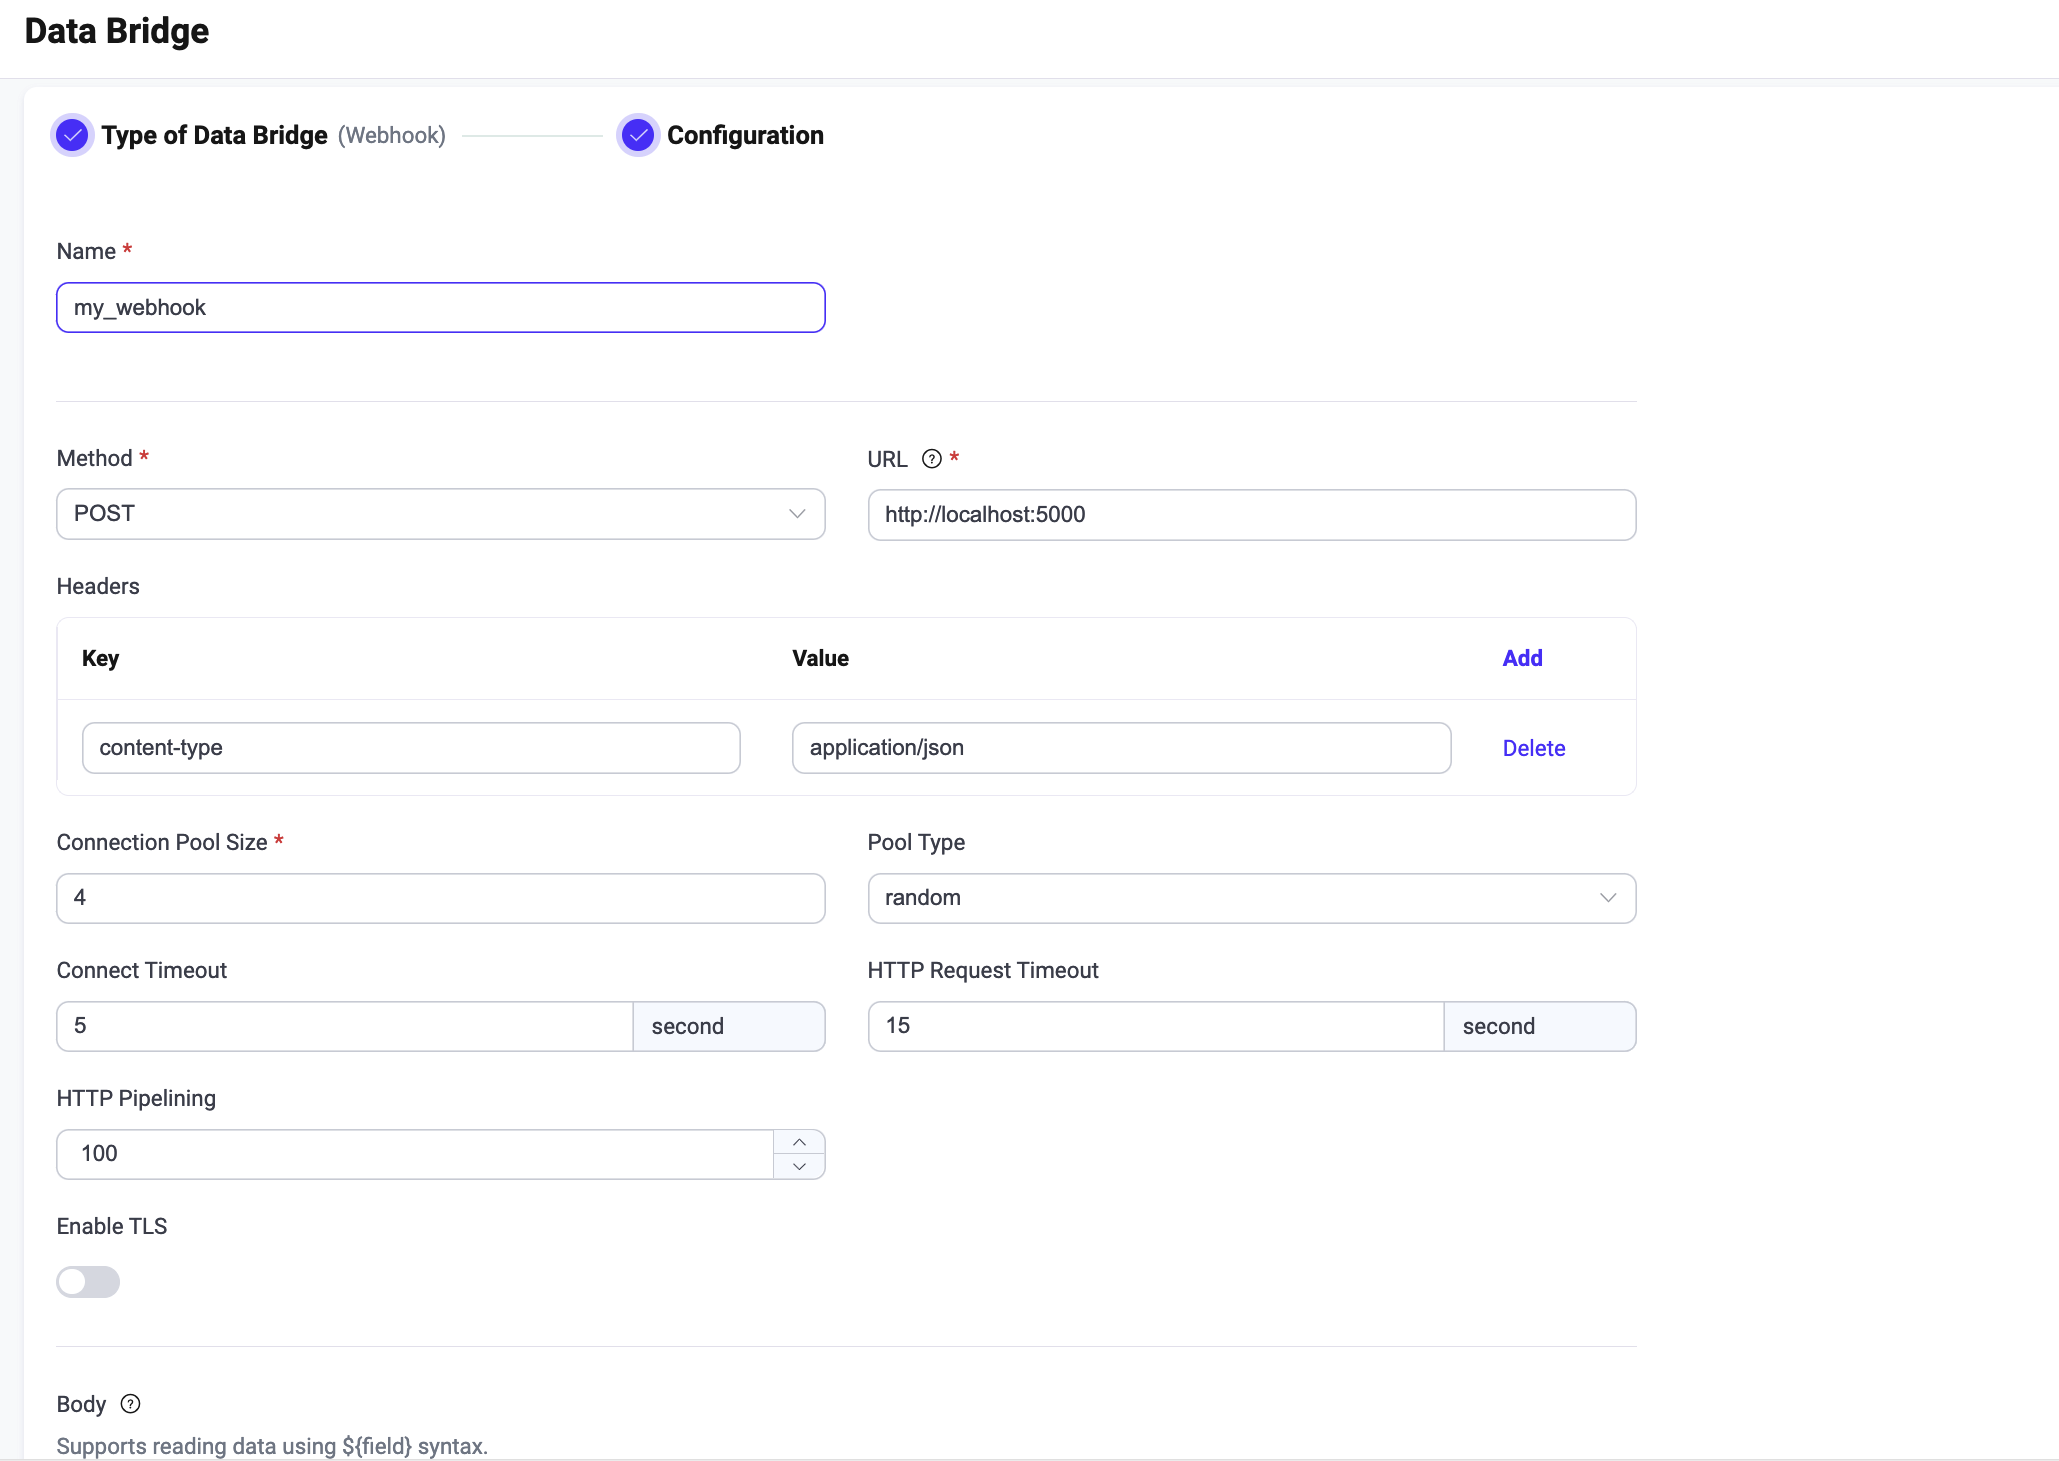 Data Bridge
Type of Data Bridge (Webhook) Configuration
Name *
my_webhook
Method * URL ? *
POST http://localhost:5000
Headers
Key Value Add
content-type application/json Delete
Connection Pool Size * Pool Type
4 random
Connect Timeout HTTP Request Timeout
5 second 15 second
HTTP Pipelining
100
Enable TLS
Body ?
Supports reading data using ${field} syntax.